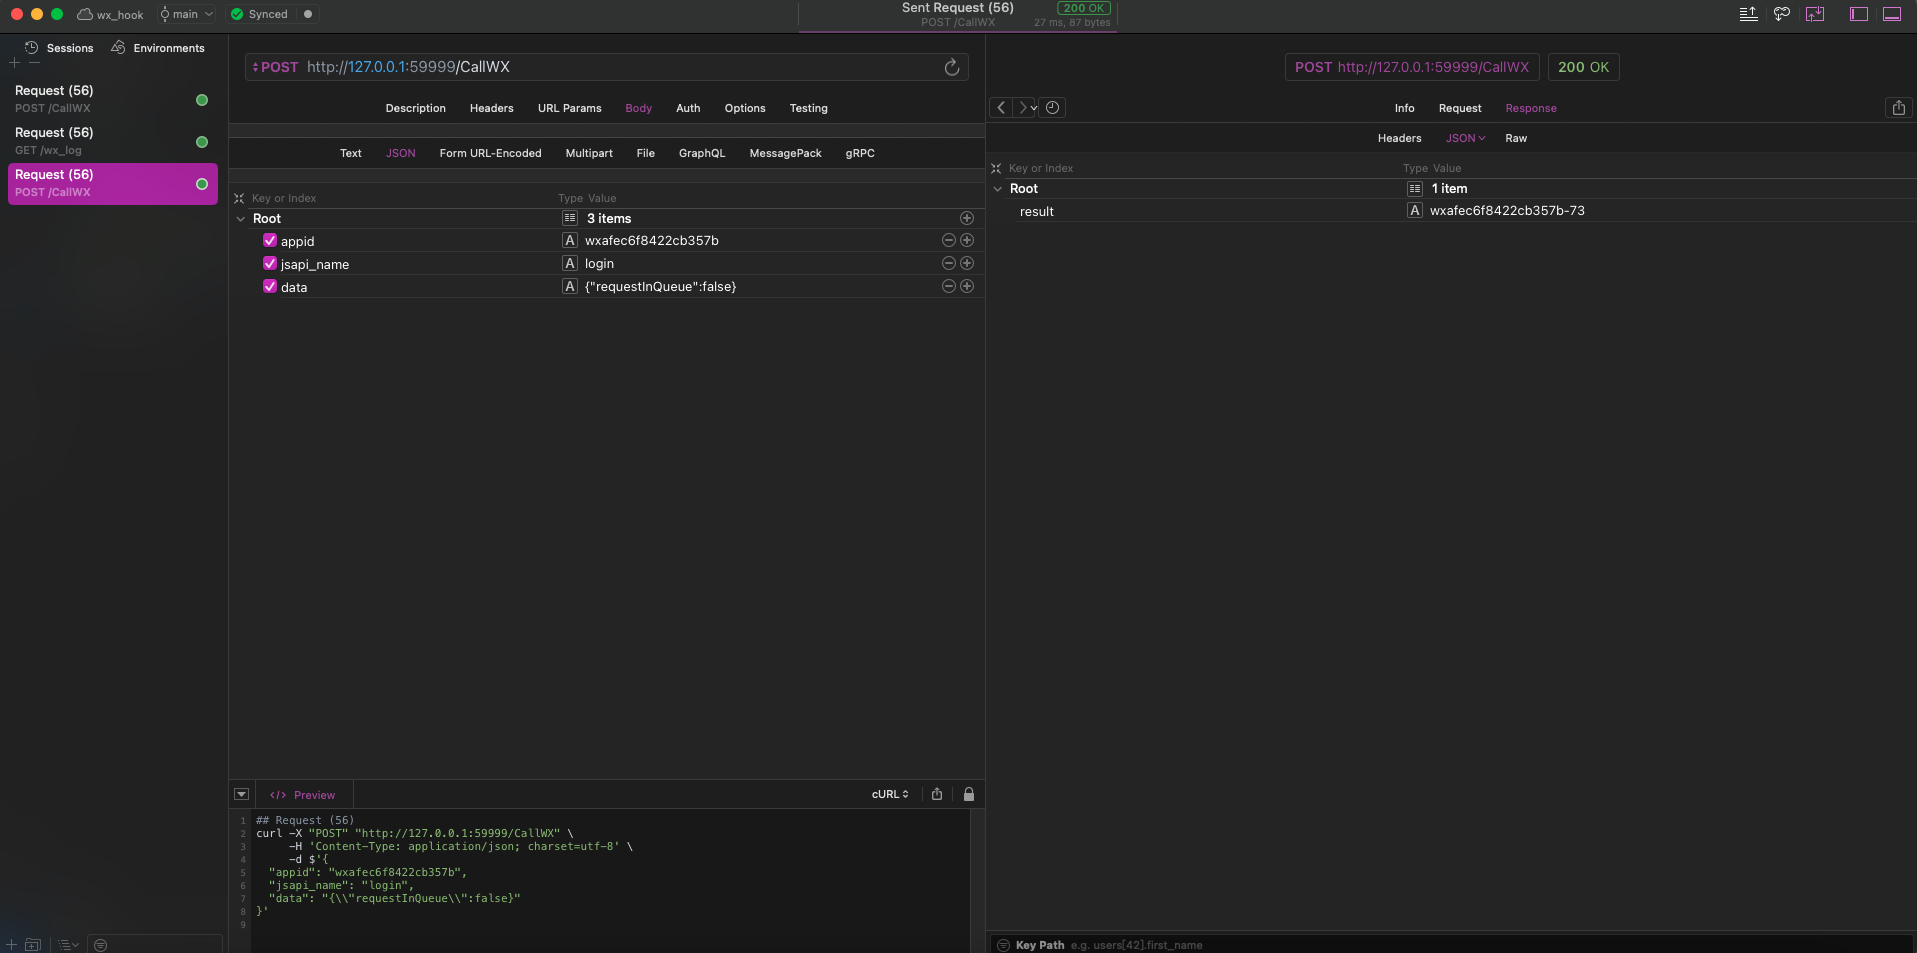 wx_hook
main
Synced
Sent Request (56)
200 OK
POST /CallWX
27 ms, 87 bytes
Sessions
Environments
Request (56)
POST /CallWX
Request (56)
GET /wx_log
Request (56)
POST /CallWX
POST http://127.0.0.1:59999/CallWX
Description Headers URL Params Body Auth Options Testing
Text JSON Form URL-Encoded Multipart File GraphQL MessagePack gRPC
Key or Index Type Value
Root 3 items
appid A wxafec6f8422cb357b
jsapi_name A login
data A {"requestInQueue":false}
</> Preview
cURL
1 ## Request (56)
2 curl -X "POST" "http://127.0.0.1:59999/CallWX" \
3 -H 'Content-Type: application/json; charset=utf-8' \
4 -d $'{
5 "appid": "wxafec6f8422cb357b",
6 "jsapi_name": "login",
7 "data": "{\\"requestInQueue\\":false}"
8 }'
9
POST http://127.0.0.1:59999/CallWX
200 OK
Info Request Response
Headers JSON Raw
Key or Index Type Value
Root 1 item
result A wxafec6f8422cb357b-73
Key Path e.g. users[42].first_name